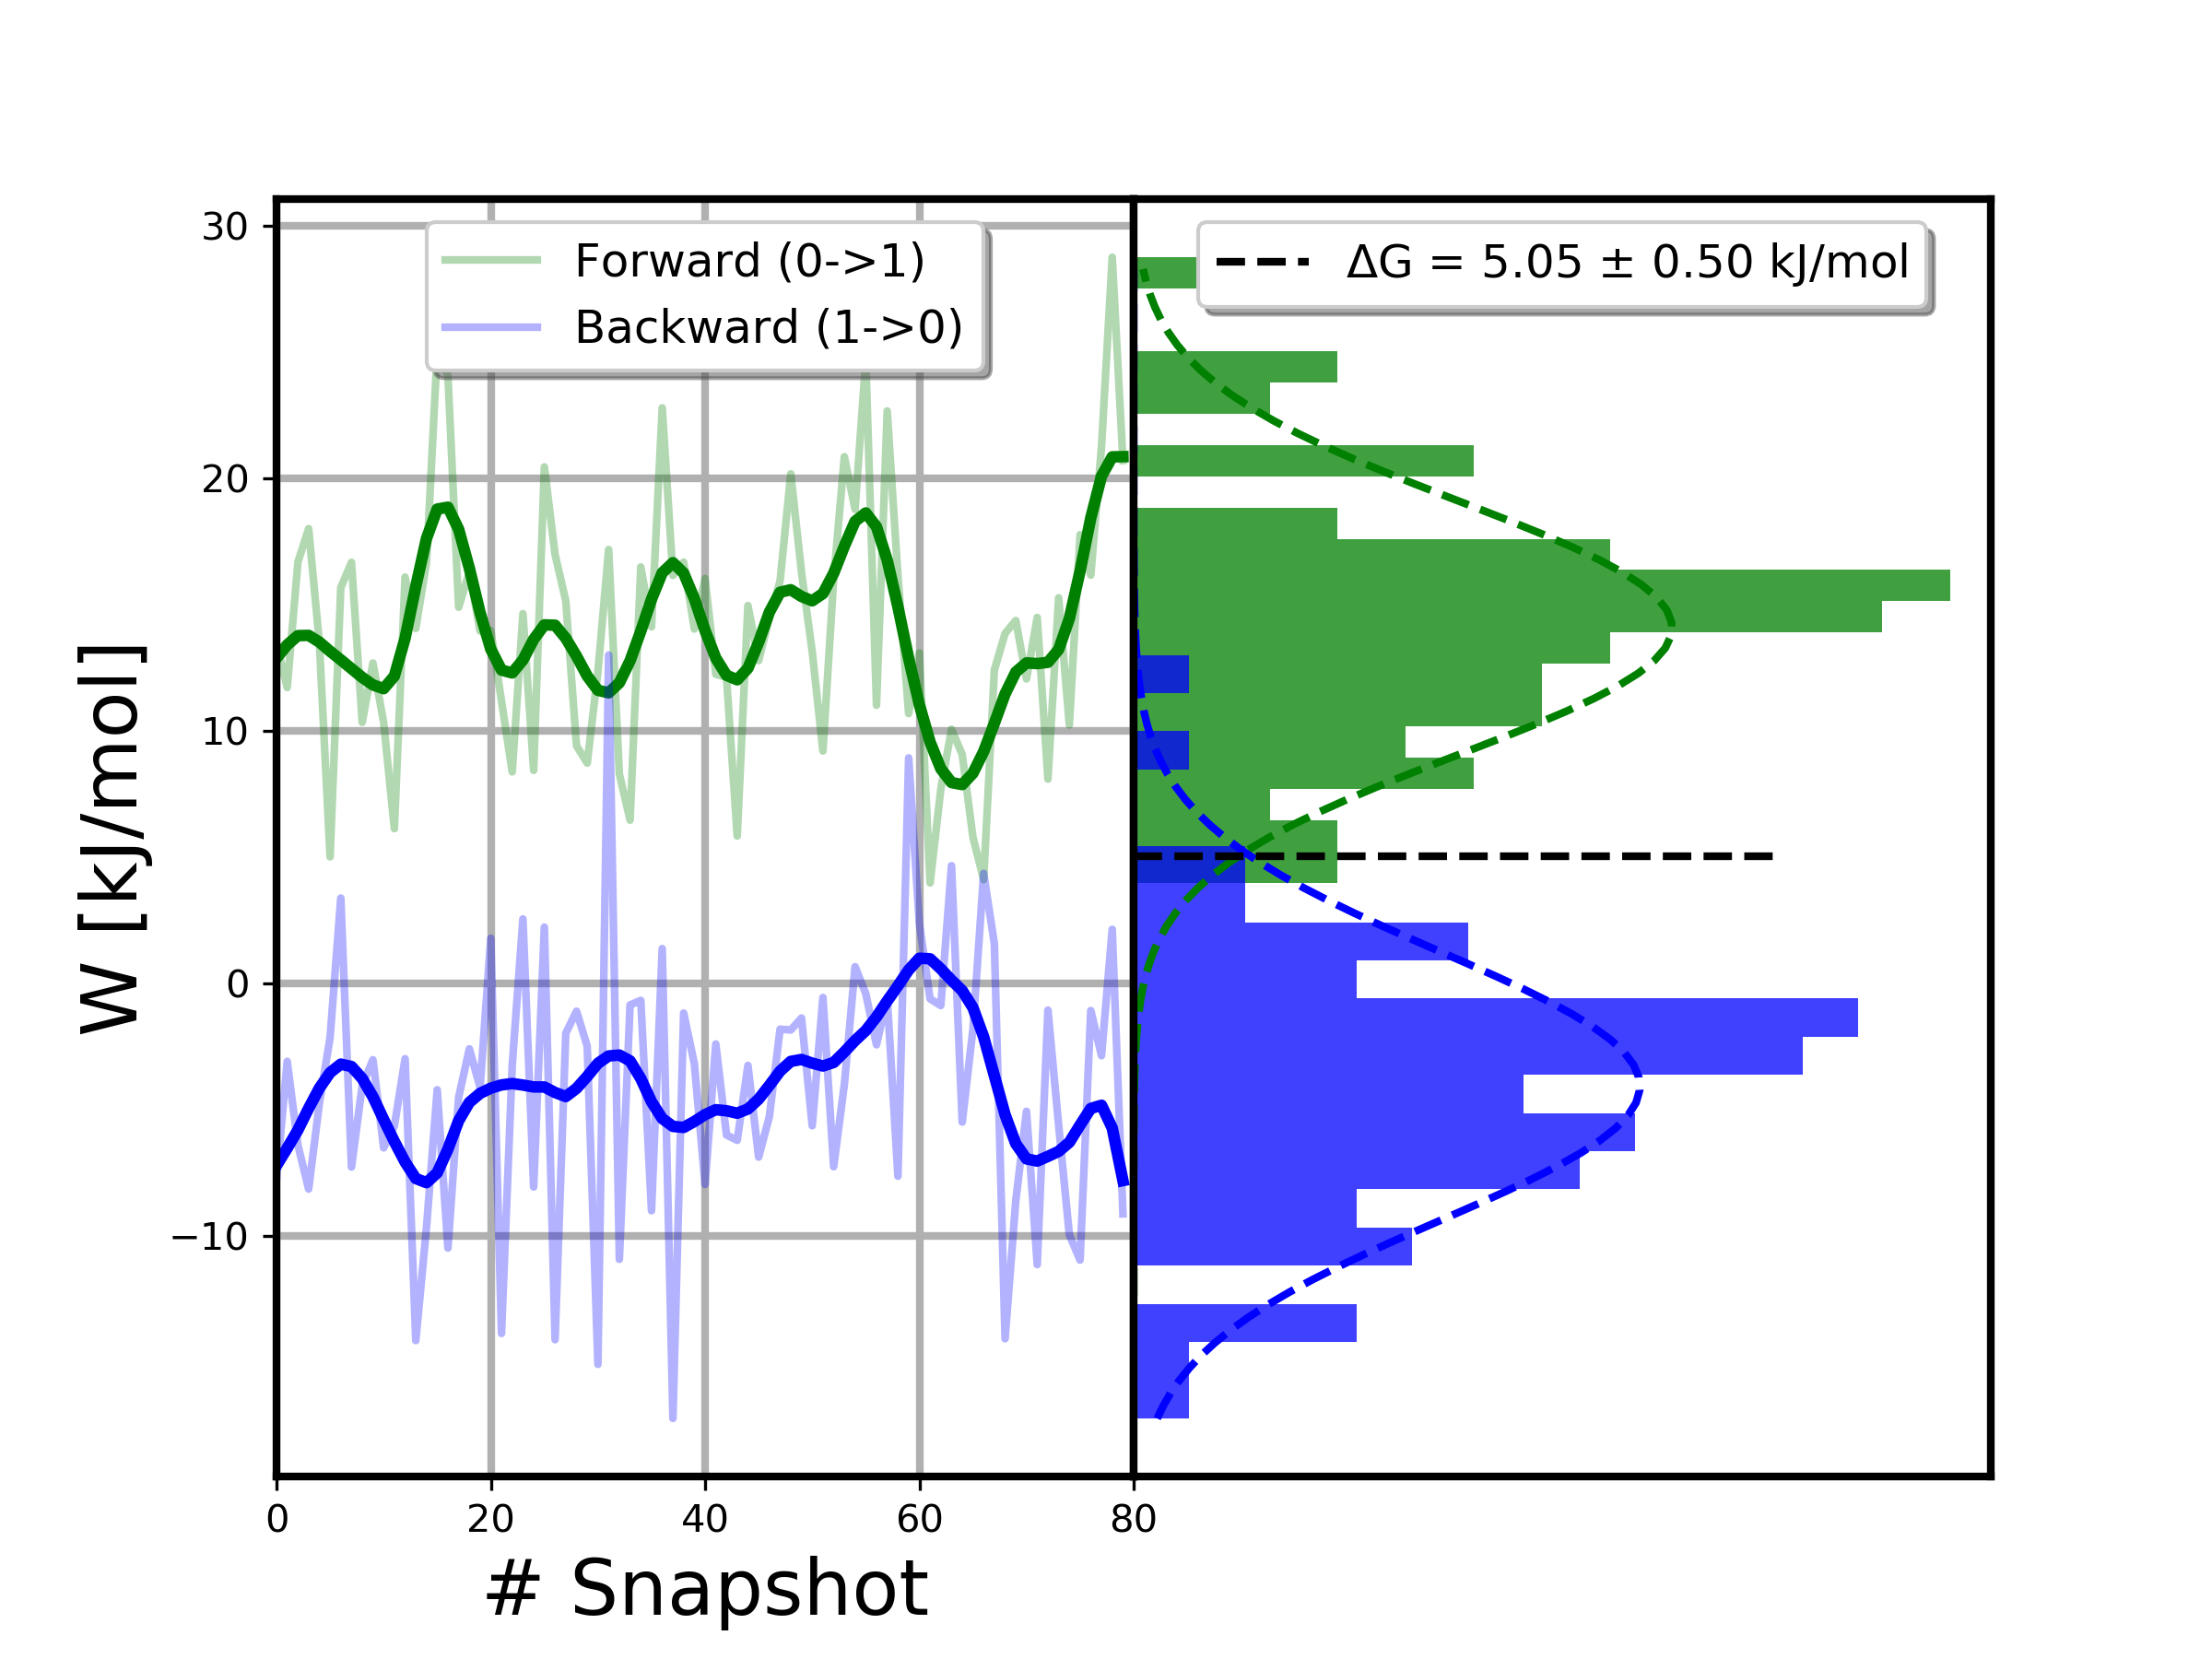 30
20
10
0
−10
W [kJ/mol]
Forward (0->1)
Backward (1->0)
ΔG = 5.05 ± 0.50 kJ/mol
0 20 40 60 80
# Snapshot